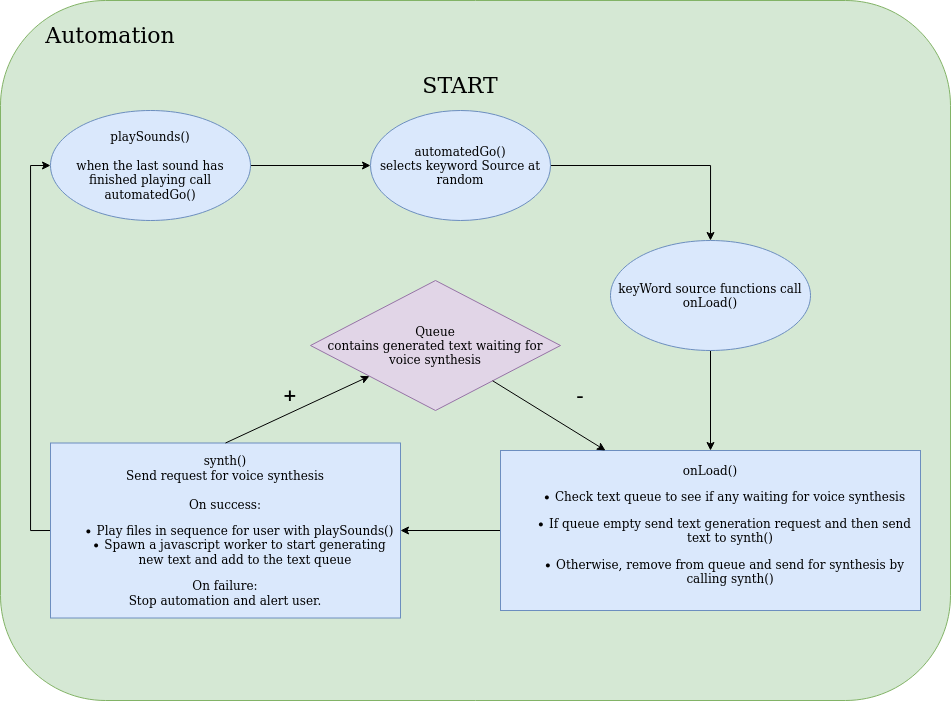 Automation
START
playSounds()
when the last sound has
finished playing call
automatedGo()
automatedGo()
selects keyword Source at
random
keyWord source functions call
onLoad()
Queue
contains generated text waiting for
voice synthesis
+
-
synth()
Send request for voice synthesis
On success:
• Play files in sequence for user with playSounds()
• Spawn a javascript worker to start generating
new text and add to the text queue
On failure:
Stop automation and alert user.
onLoad()
• Check text queue to see if any waiting for voice synthesis
• If queue empty send text generation request and then send
text to synth()
• Otherwise, remove from queue and send for synthesis by
calling synth()